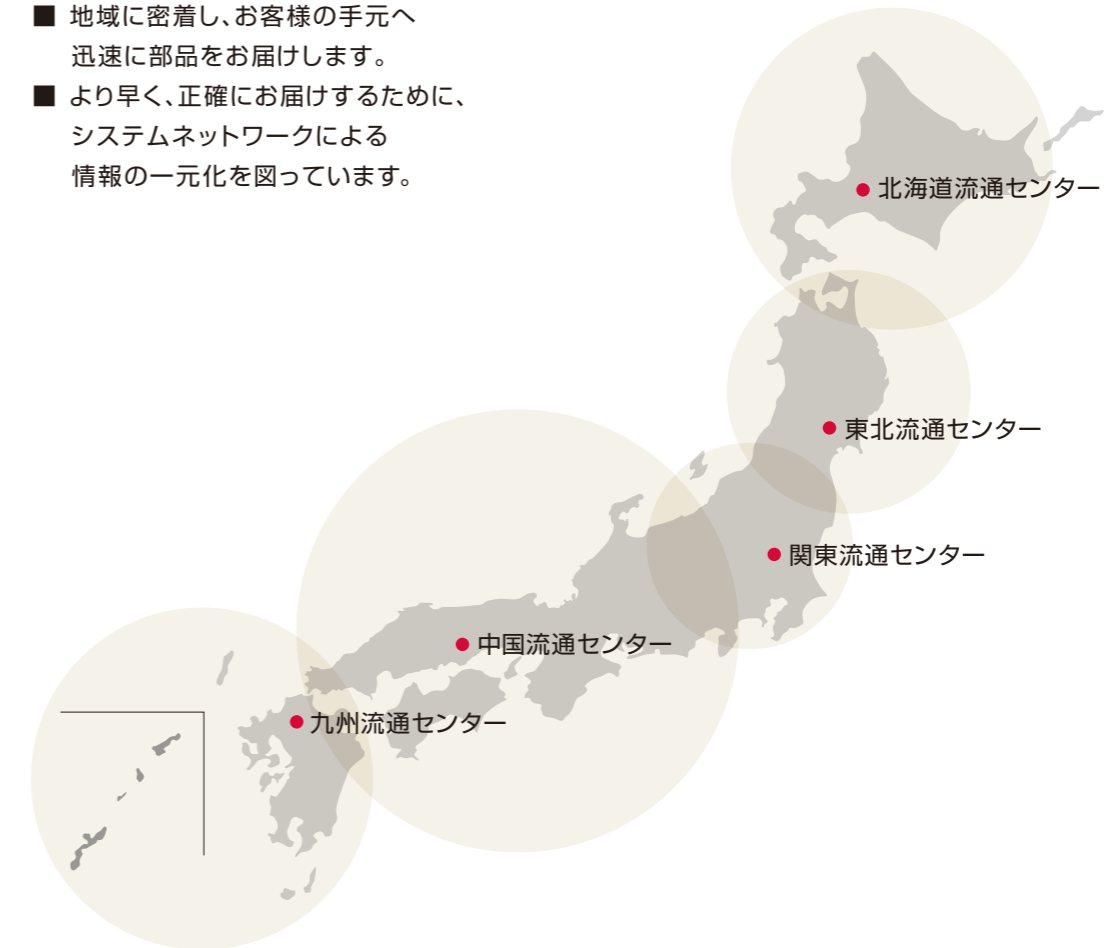 ■ 地域に密着し、お客様の手元へ
迅速に部品をお届けします。
■ より早く、正確にお届けするために、
システムネットワークによる
情報の一元化を図っています。
北海道流通センター
東北流通センター
関東流通センター
中国流通センター
九州流通センター